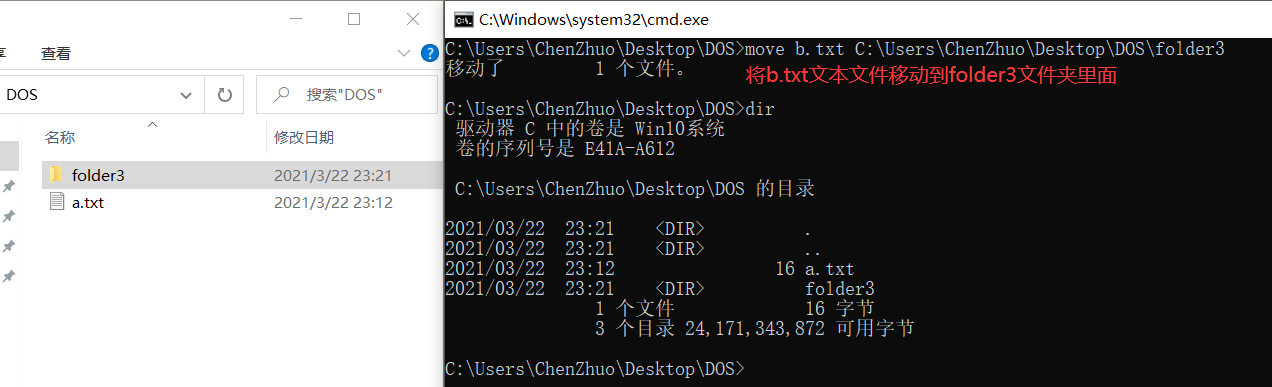 查看
?
DOS
搜索"DOS"
名称
修改日期
folder3
2021/3/22 23:21
a.txt
2021/3/22 23:12
C:\Windows\system32\cmd.exe
C:\Users\ChenZhuo\Desktop\DOS>move b.txt C:\Users\ChenZhuo\Desktop\DOS\folder3
移动了         1 个文件。
将b.txt文本文件移动到folder3文件夹里面
C:\Users\ChenZhuo\Desktop\DOS>dir
驱动器 C 中的卷是 Win10系统
卷的序列号是 E41A-A612
C:\Users\ChenZhuo\Desktop\DOS 的目录
2021/03/22  23:21    <DIR>          .
2021/03/22  23:21    <DIR>          ..
2021/03/22  23:12                16 a.txt
2021/03/22  23:21    <DIR>          folder3
1 个文件             16 字节
3 个目录 24,171,343,872 可用字节
C:\Users\ChenZhuo\Desktop\DOS>